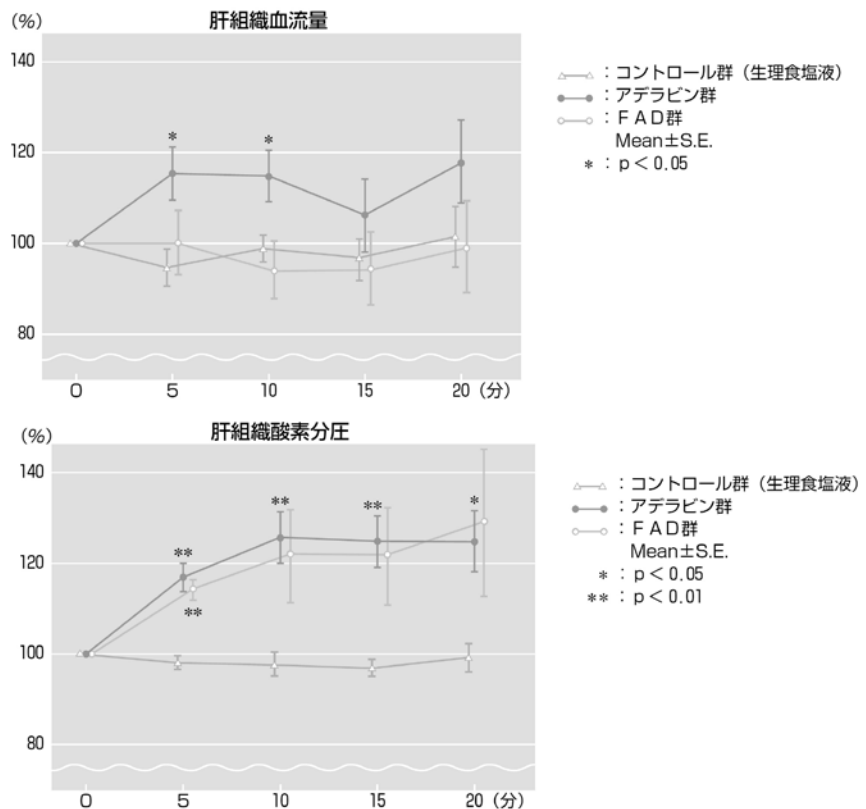 肝組織血流量
(%)
140
120
100
80
* *
0 5 10 15 20 (分)
：コントロール群（生理食塩液）
：アデラビン群
：ＦＡＤ群
Mean±S.E.
* ：p＜0.05
肝組織酸素分圧
(%)
140
120
100
80
** ** ** *
**
0 5 10 15 20 (分)
：コントロール群（生理食塩液）
：アデラビン群
：ＦＡＤ群
Mean±S.E.
* ：p＜0.05
** ：p＜0.01